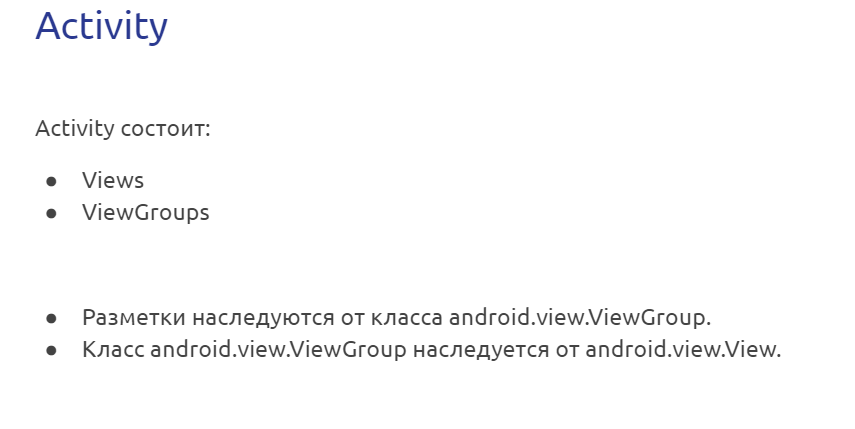 Activity
Activity состоит:
● Views
● ViewGroups
● Разметки наследуются от класса android.view.ViewGroup.
● Класс android.view.ViewGroup наследуется от android.view.View.